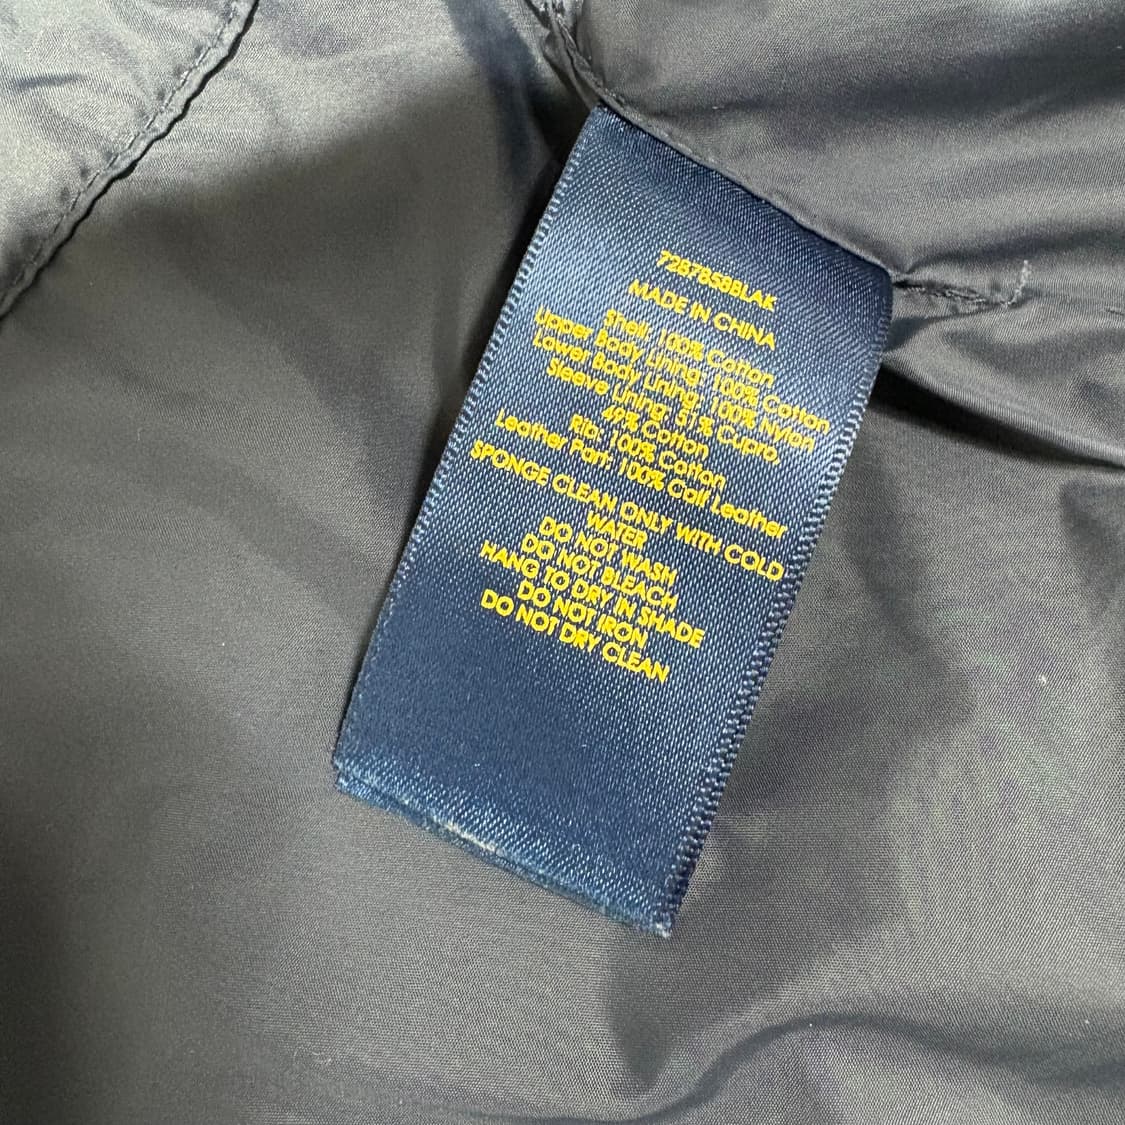 7287858BLAK
MADE IN CHINA
Shell: 100% Cotton
Upper Body Lining: 100% Cotton
Lower Body Lining: 100% Nylon
Sleeve Lining: 51% Cupro,
49% Cotton
Rib: 100% Cotton
Leather Part: 100% Calf Leather
SPONGE CLEAN ONLY WITH COLD
WATER
DO NOT WASH
DO NOT BLEACH
HANG TO DRY IN SHADE
DO NOT IRON
DO NOT DRY CLEAN